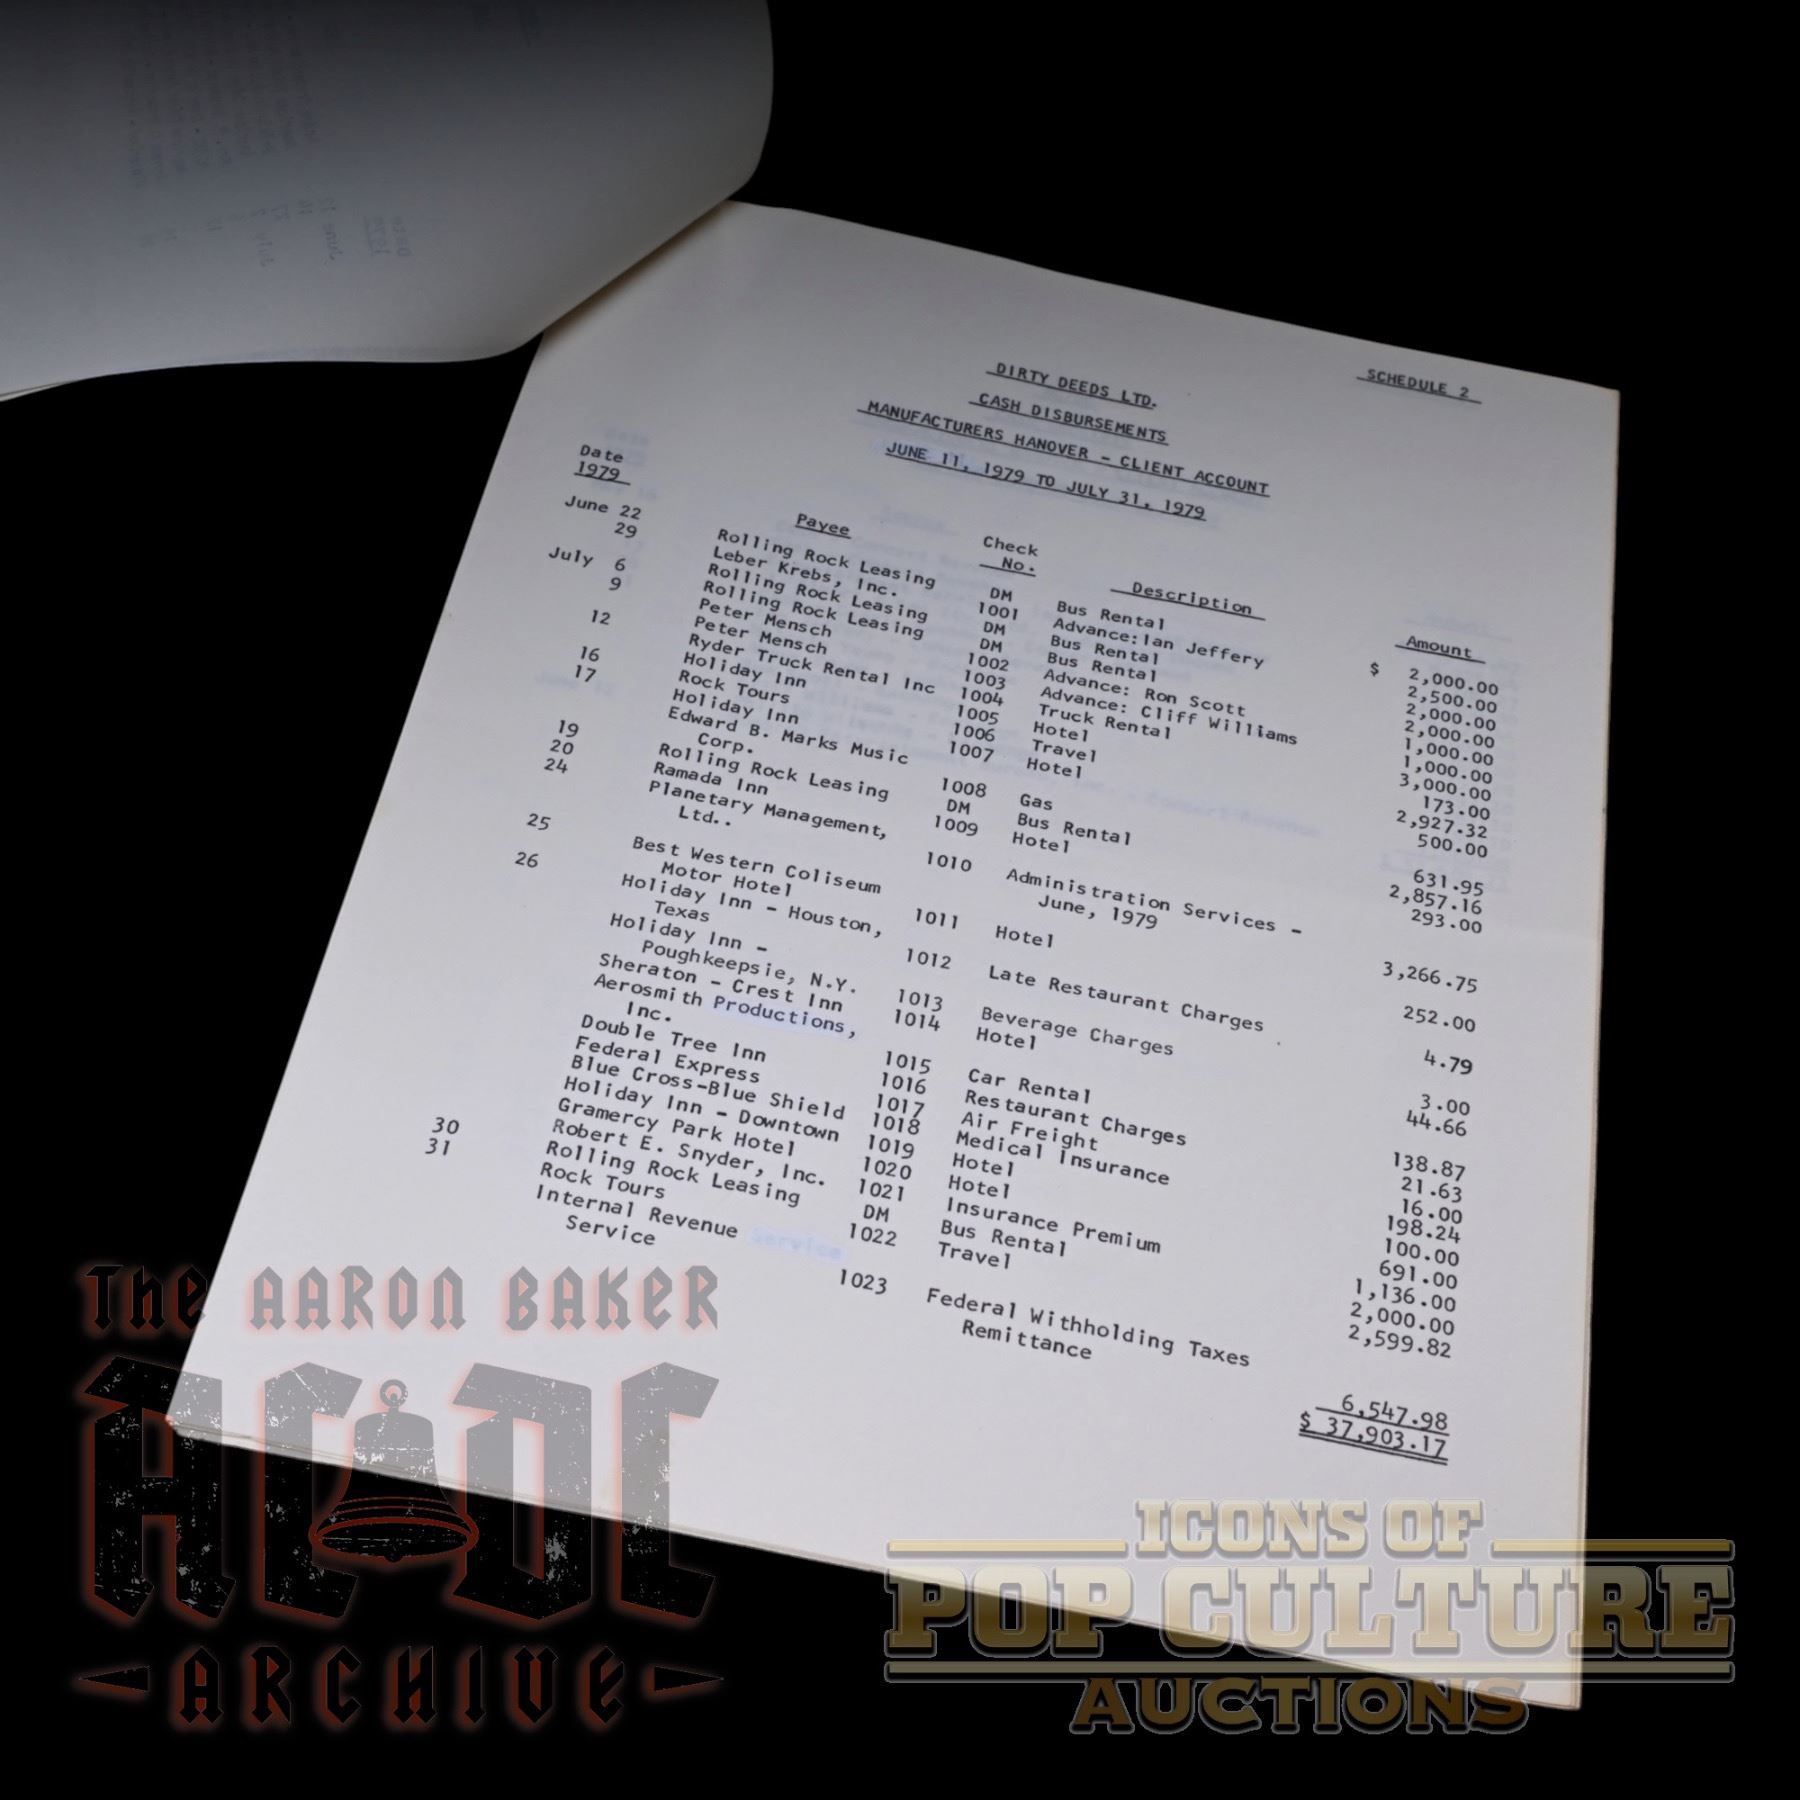 SCHEDULE 2
DIRTY DEEDS LTD.
CASH DISBURSEMENTS
MANUFACTURERS HANOVER - CLIENT ACCOUNT
JUNE 11, 1979 TO JULY 31, 1979
Date
1979 Payee Check
No. Description Amount
June 22 Rolling Rock Leasing DM Bus Rental $ 2,000.00
29 Leber Krebs, Inc. 1001 Advance:Ian Jeffery 2,500.00
July 6 Rolling Rock Leasing DM Bus Rental 2,000.00
9 Rolling Rock Leasing DM Bus Rental 2,000.00
Peter Mensch 1002 Advance: Ron Scott 1,000.00
12 Peter Mensch 1003 Advance: Cliff Williams 1,000.00
Ryder Truck Rental Inc 1004 Truck Rental 3,000.00
16 Holiday Inn 1005 Hotel 173.00
17 Rock Tours 1006 Travel 2,927.32
Holiday Inn 1007 Hotel 500.00
Edward B. Marks Music
19 Corp. 1008 Gas 631.95
20 Rolling Rock Leasing DM Bus Rental 2,857.16
24 Ramada Inn 1009 Hotel 293.00
Planetary Management,
Ltd.. 1010 Administration Services -
June, 1979 3,266.75
25 Best Western Coliseum
Motor Hotel 1011 Hotel 252.00
26 Holiday Inn - Houston,
Texas 1012 Late Restaurant Charges 4.79
Holiday Inn -
Poughkeepsie, N.Y. 1013 Beverage Charges 3.00
Sheraton - Crest Inn 1014 Hotel 44.66
Aerosmith Productions,
Inc. 1015 Car Rental 138.87
Double Tree Inn 1016 Restaurant Charges 21.63
Federal Express 1017 Air Freight 16.00
Blue Cross-Blue Shield 1018 Medical Insurance 198.24
Holiday Inn - Downtown 1019 Hotel 100.00
Gramercy Park Hotel 1020 Hotel 691.00
Robert E. Snyder, Inc. 1021 Insurance Premium 1,136.00
30 Rolling Rock Leasing DM Bus Rental 2,000.00
31 Rock Tours 1022 Travel 2,599.82
Internal Revenue
Service 1023 Federal Withholding Taxes
Remittance 6,547.98
$ 37,903.17
The AARON BAKER
ACDC
ARCHIVE
ICONS OF
POP CULTURE
AUCTIONS